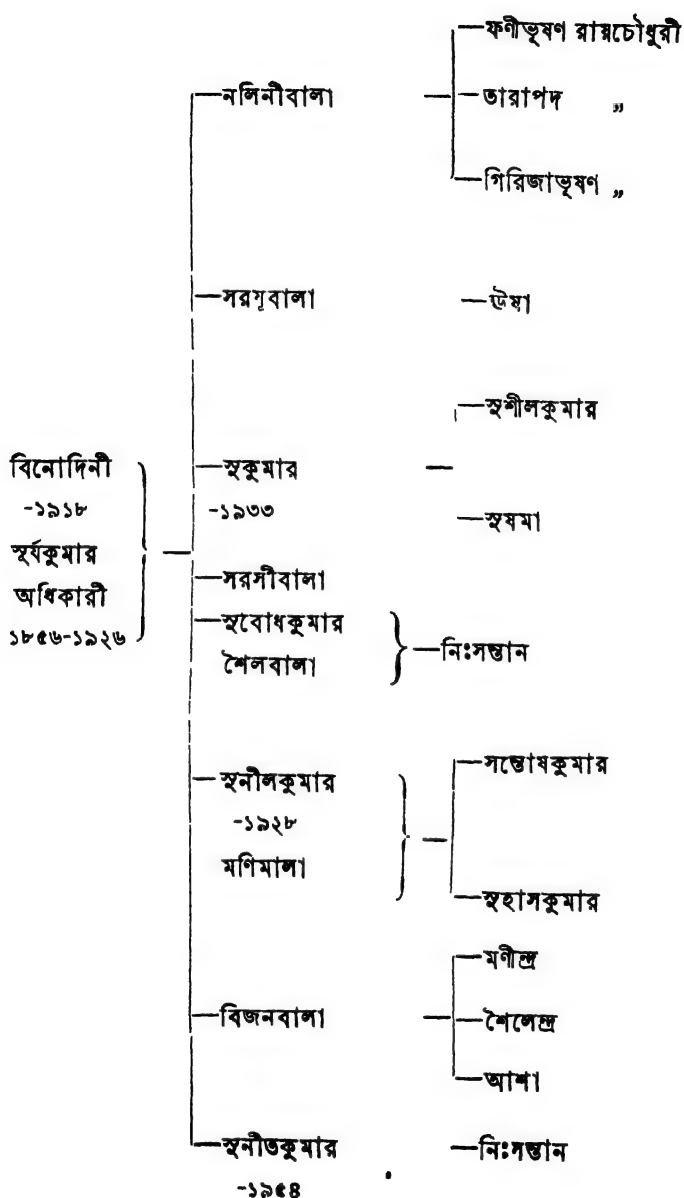 ফণীভূষণ রায়চৌধুরী
নলিনীবালা
তারাপদ „
গিরিজাভূষণ „
সরযূবালা
ঊষা
সুশীলকুমার
বিনোদিনী
সুকুমার
-১৯১৮
-১৯৩৩
সুষমা
সূর্যকুমার
অধিকারী
সরসীবালা
১৮৫৬-১৯২৬
সুবোধকুমার
শৈলবালা
নিঃসন্তান
সুনীলকুমার
সন্তোষকুমার
-১৯২৮
মণিমালা
সুহাসকুমার
মণীন্দ্র
বিজনবালা
শৈলেন্দ্র
আশা
সুনীতকুমার
নিঃসন্তান
-১৯৫৪